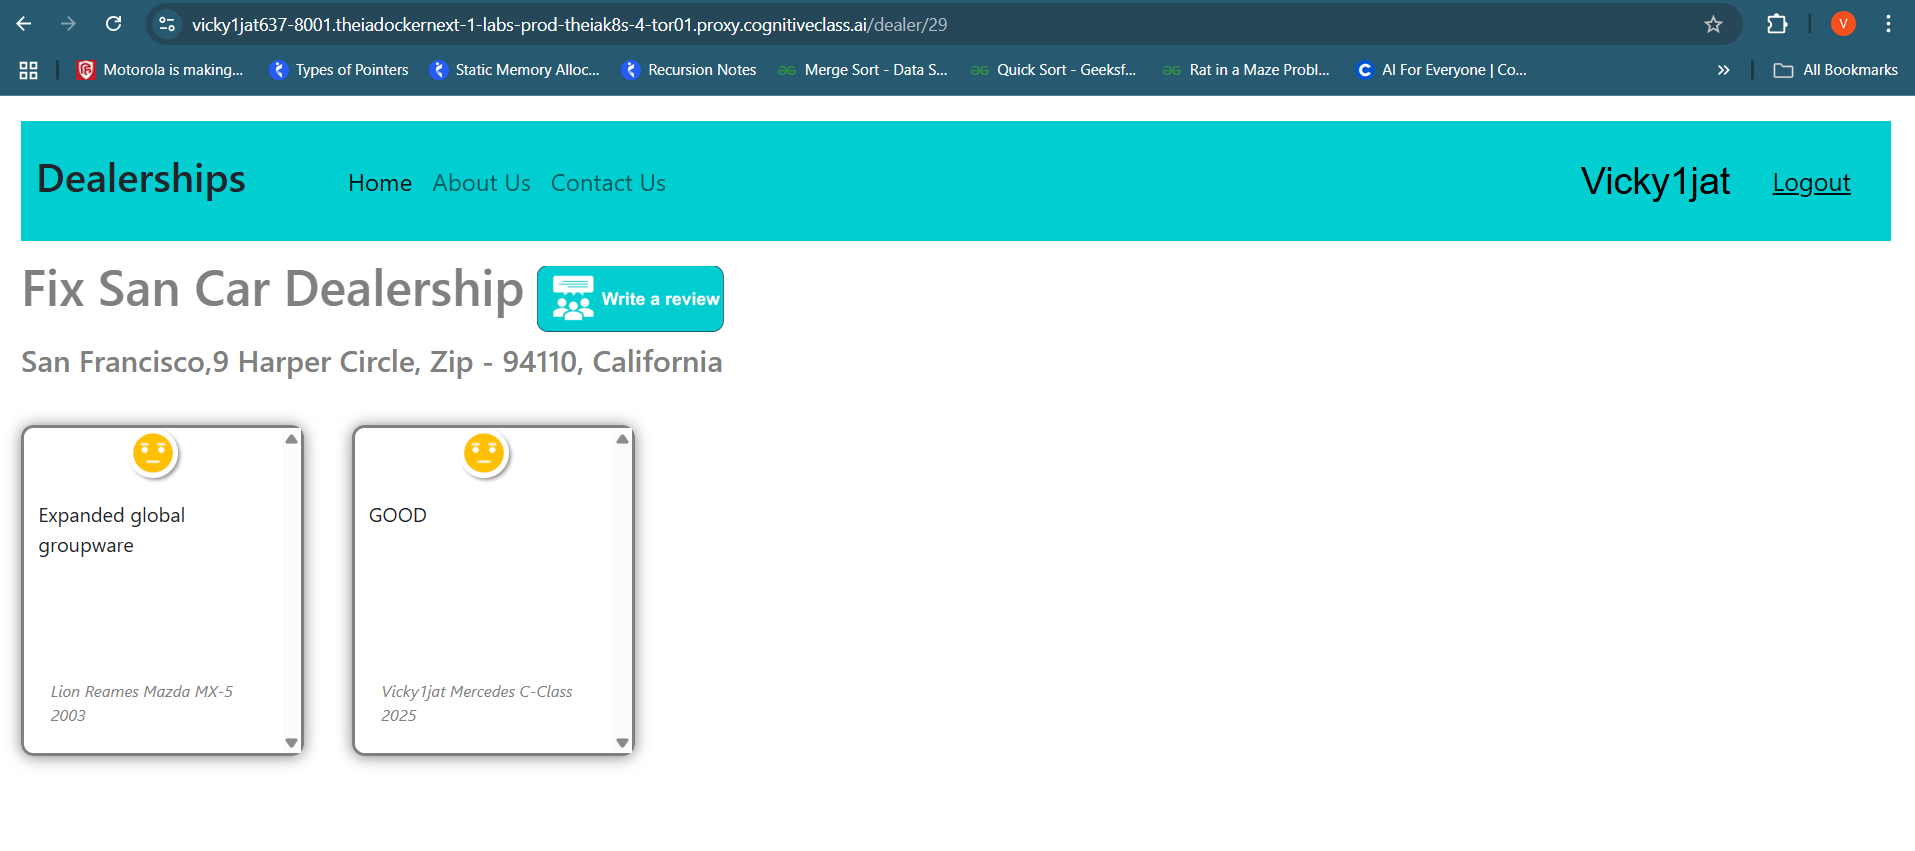 vicky1jat637-8001.theiadockernext-1-labs-prod-theiak8s-4-tor01.proxy.cognitiveclass.ai/dealer/29
V
Motorola is making... Types of Pointers Static Memory Alloc... Recursion Notes Merge Sort - Data S... Quick Sort - Geeksf... Rat in a Maze Probl... AI For Everyone | Co... » All Bookmarks
Dealerships Home About Us Contact Us Vicky1jat Logout
Fix San Car Dealership Write a review
San Francisco,9 Harper Circle, Zip - 94110, California
Expanded global
groupware
Lion Reames Mazda MX-5
2003
GOOD
Vicky1jat Mercedes C-Class
2025